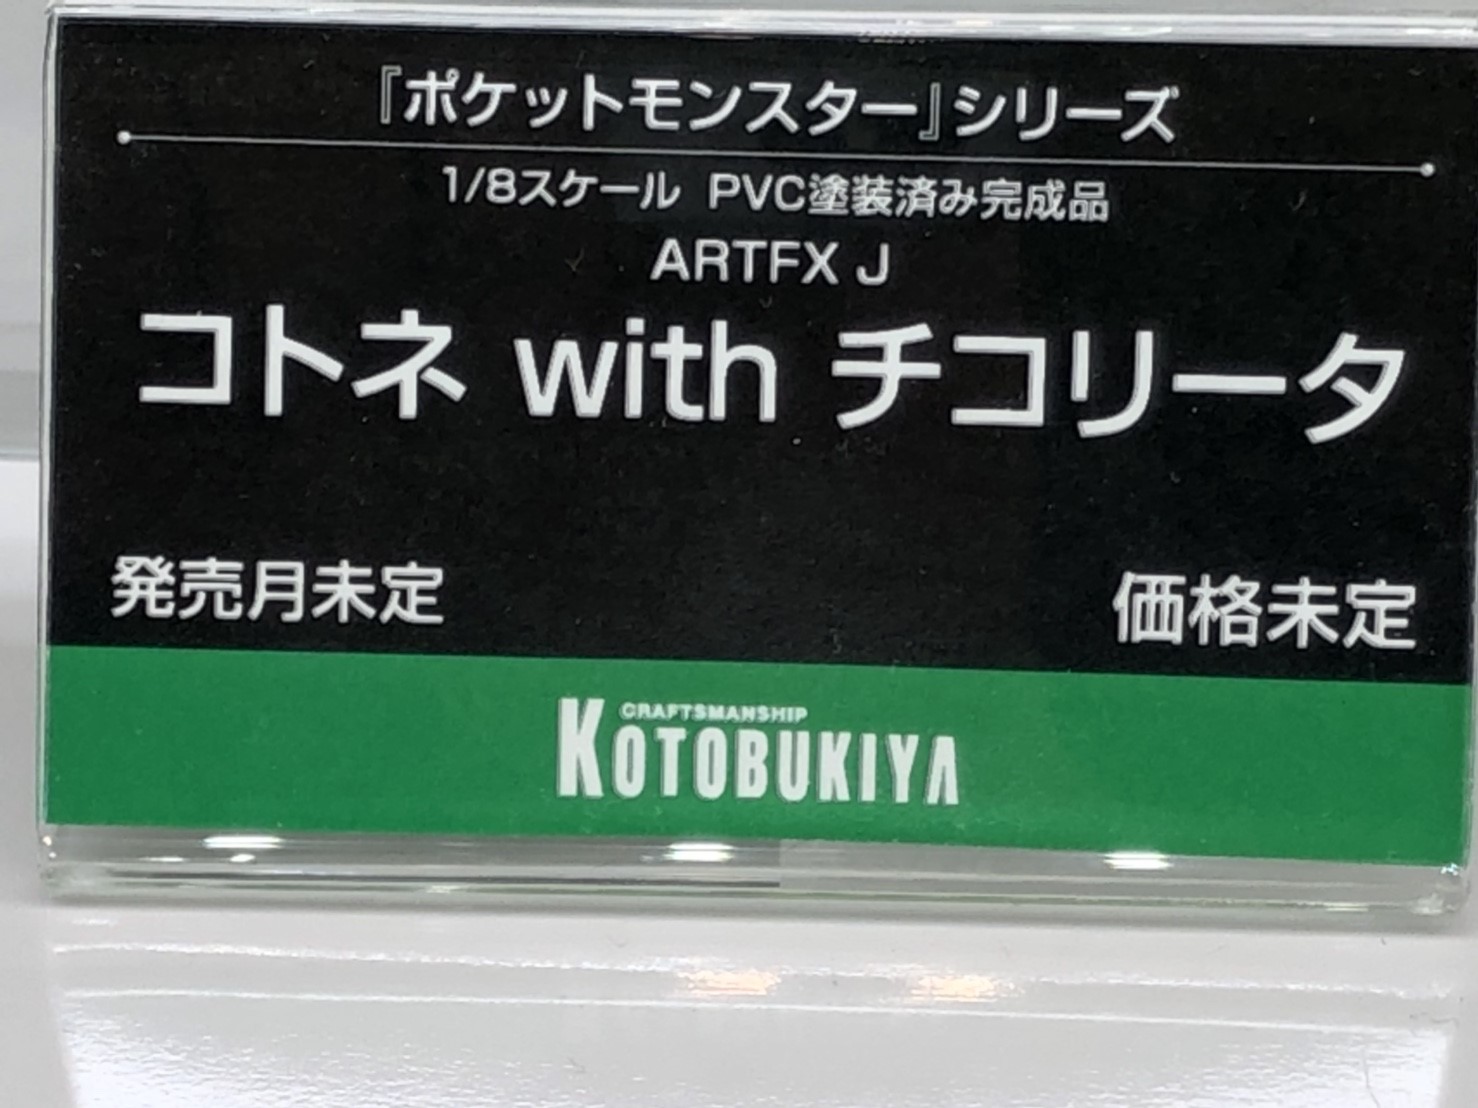 『ポケットモンスター』シリーズ
1/8スケール PVC塗装済み完成品
ARTFX J
コトネ with チコリータ
発売月未定
価格未定
CRAFTSMANSHIP
KOTOBUKIYA